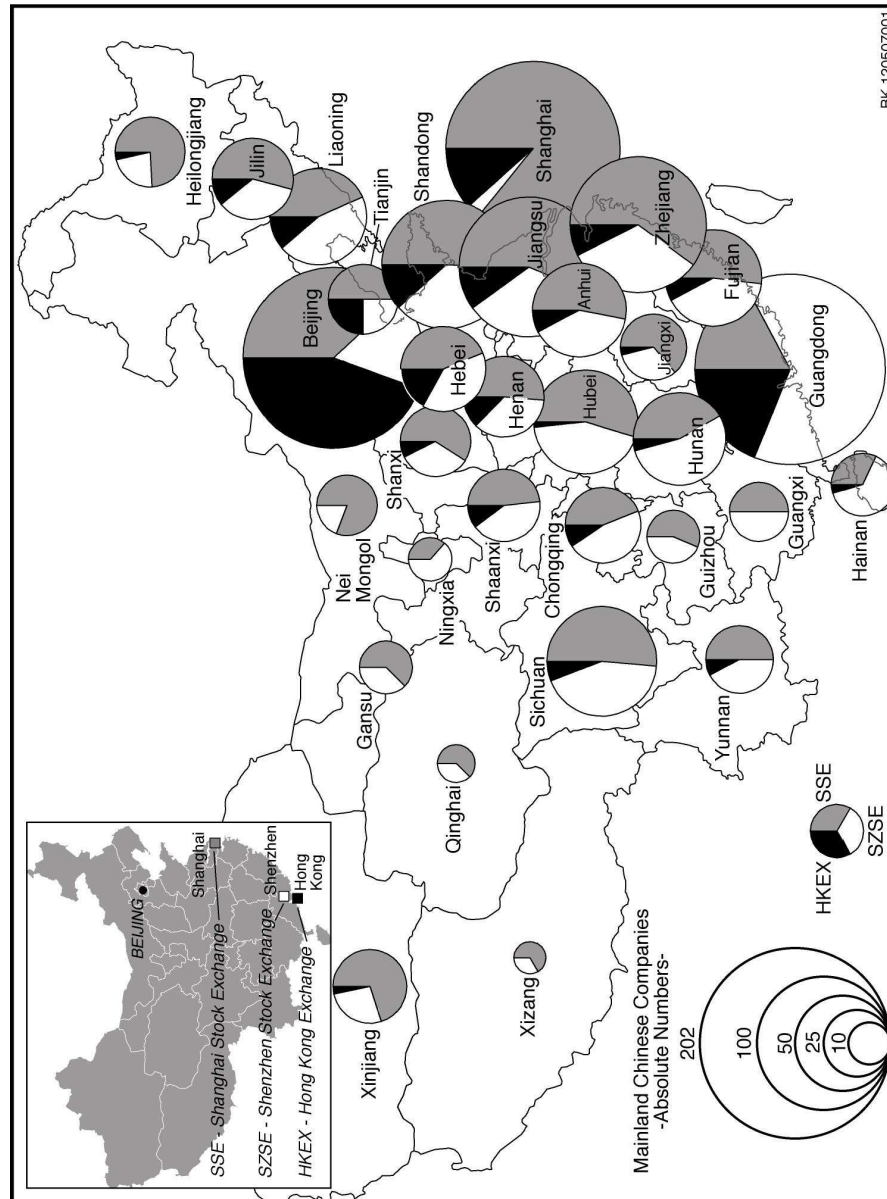 SSE - Shanghai Stock Exchange
SZSE - Shenzhen Stock Exchange
HKEX - Hong Kong Exchange
BEIJING
Shanghai
Shenzhen
Hong
Kong
Heilongjiang
Jilin
Liaoning
Tianjin
Beijing
Shandong
Shanghai
Hebei
Jiangsu
Nei
Mongol
Shanxi
Henan
Anhui
Zhejiang
Xinjiang
Gansu
Ningxia
Shaanxi
Hubei
Jiangxi
Fujian
Qinghai
Chongqing
Hunan
Guangdong
Xizang
Sichuan
Guizhou
Guangxi
Yunnan
Hainan
Mainland Chinese Companies
-Absolute Numbers-
202
100
50
25
10
HKEX
SSE
SZSE